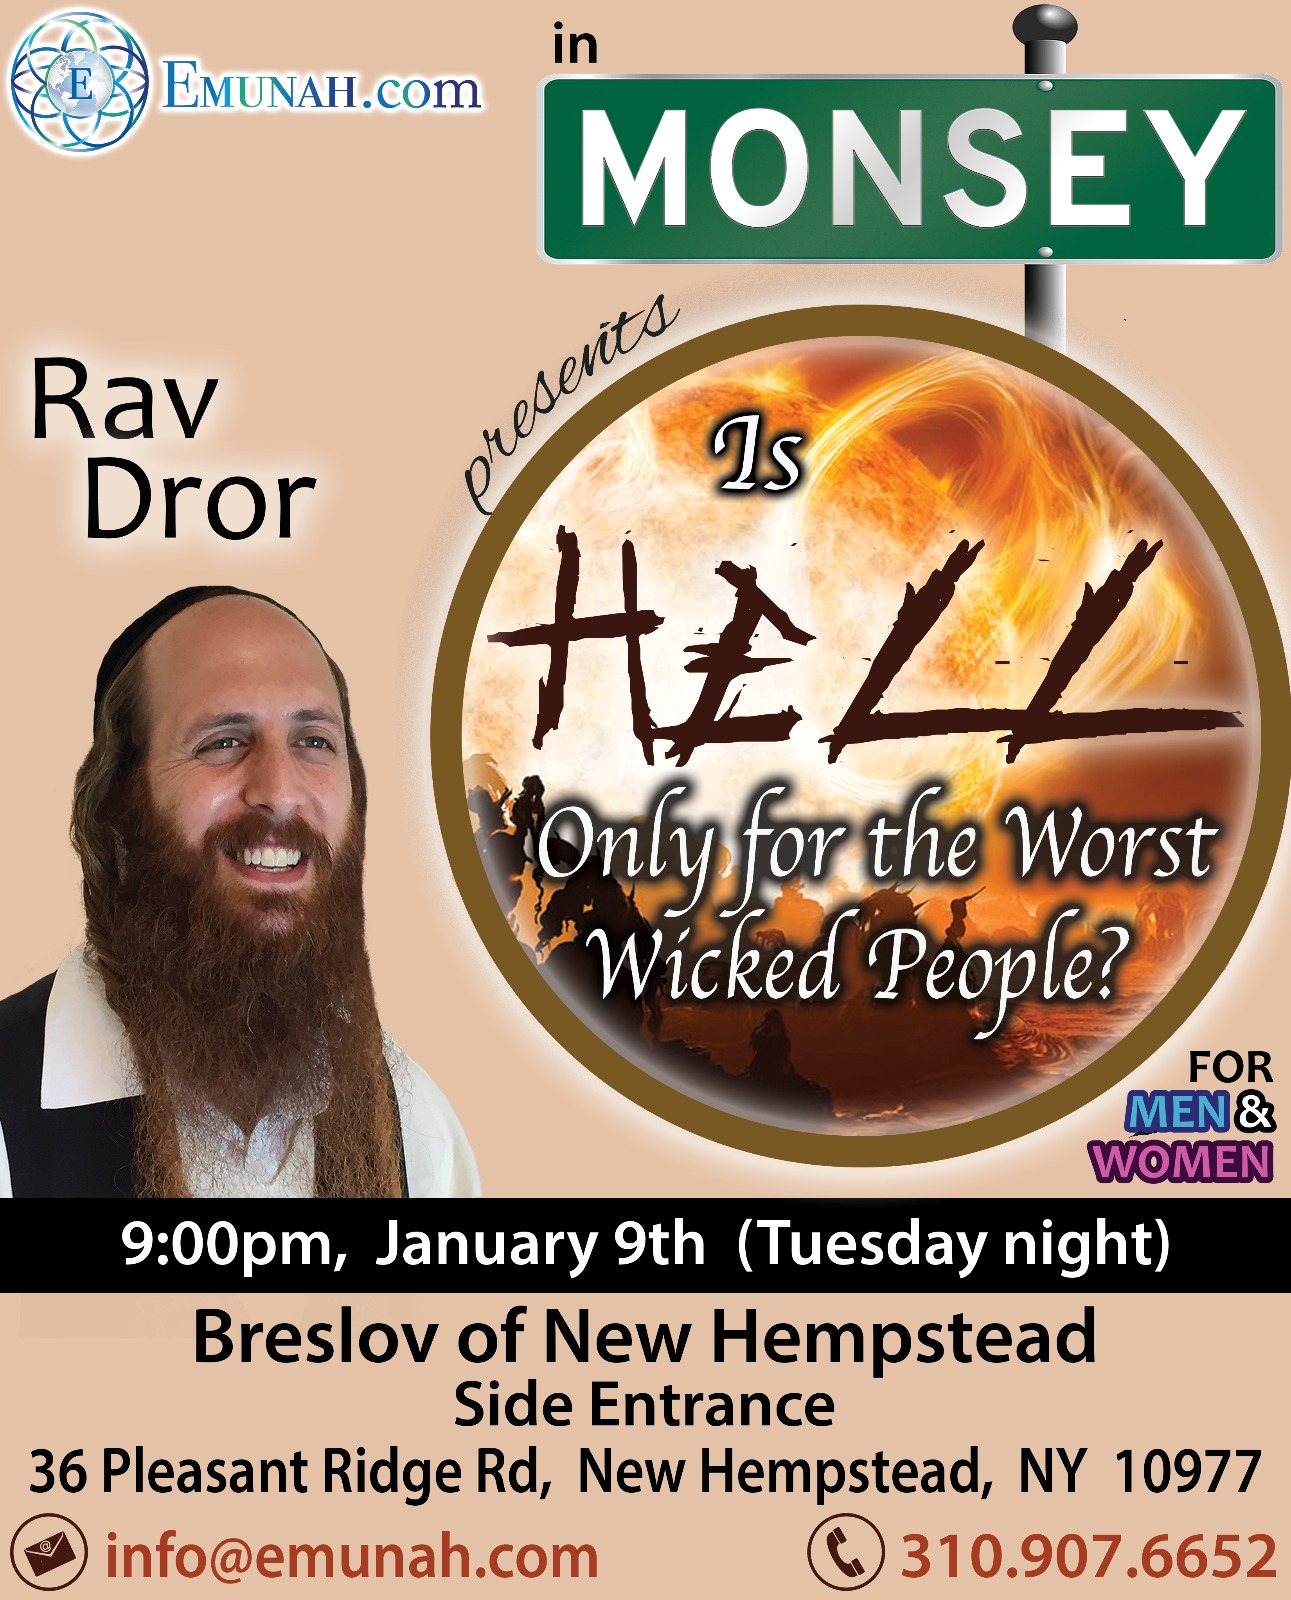 E
EMUNAH.com
in
MONSEY
presents
Rav
Dror
Is
HELL
Only for the Worst
Wicked People?
FOR
MEN &
WOMEN
9:00pm, January 9th (Tuesday night)
Breslov of New Hempstead
Side Entrance
36 Pleasant Ridge Rd, New Hempstead, NY 10977
@
info@emunah.com
310.907.6652